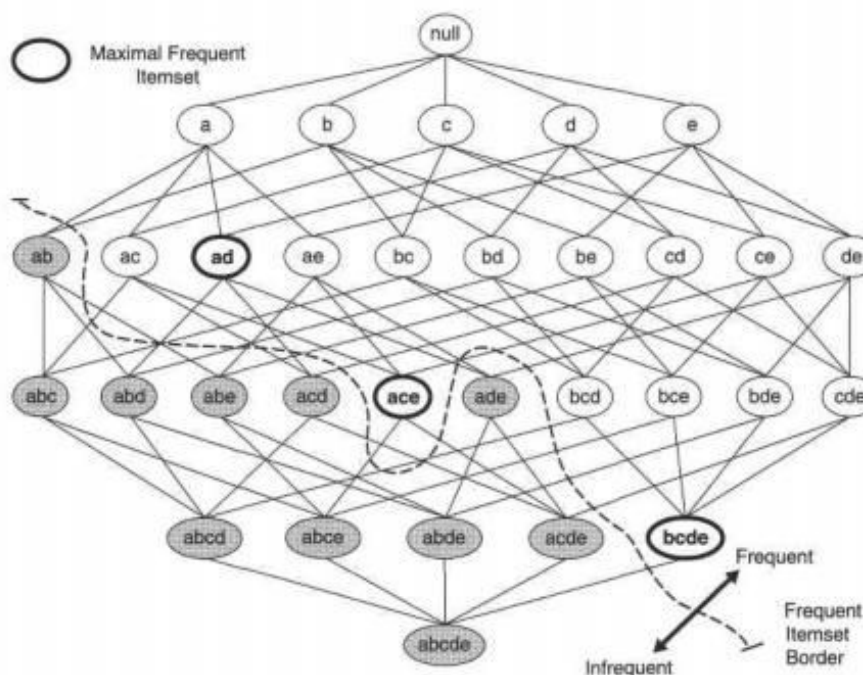 null
Maximal Frequent
Itemset
a b c d e
ab ac ad ae bc bd be cd ce de
abc abd abe acd ace ade bcd bce bde cde
abcd abce abde acde bcde
Frequent
Frequent
Itemset
Border
Infrequent
abcde